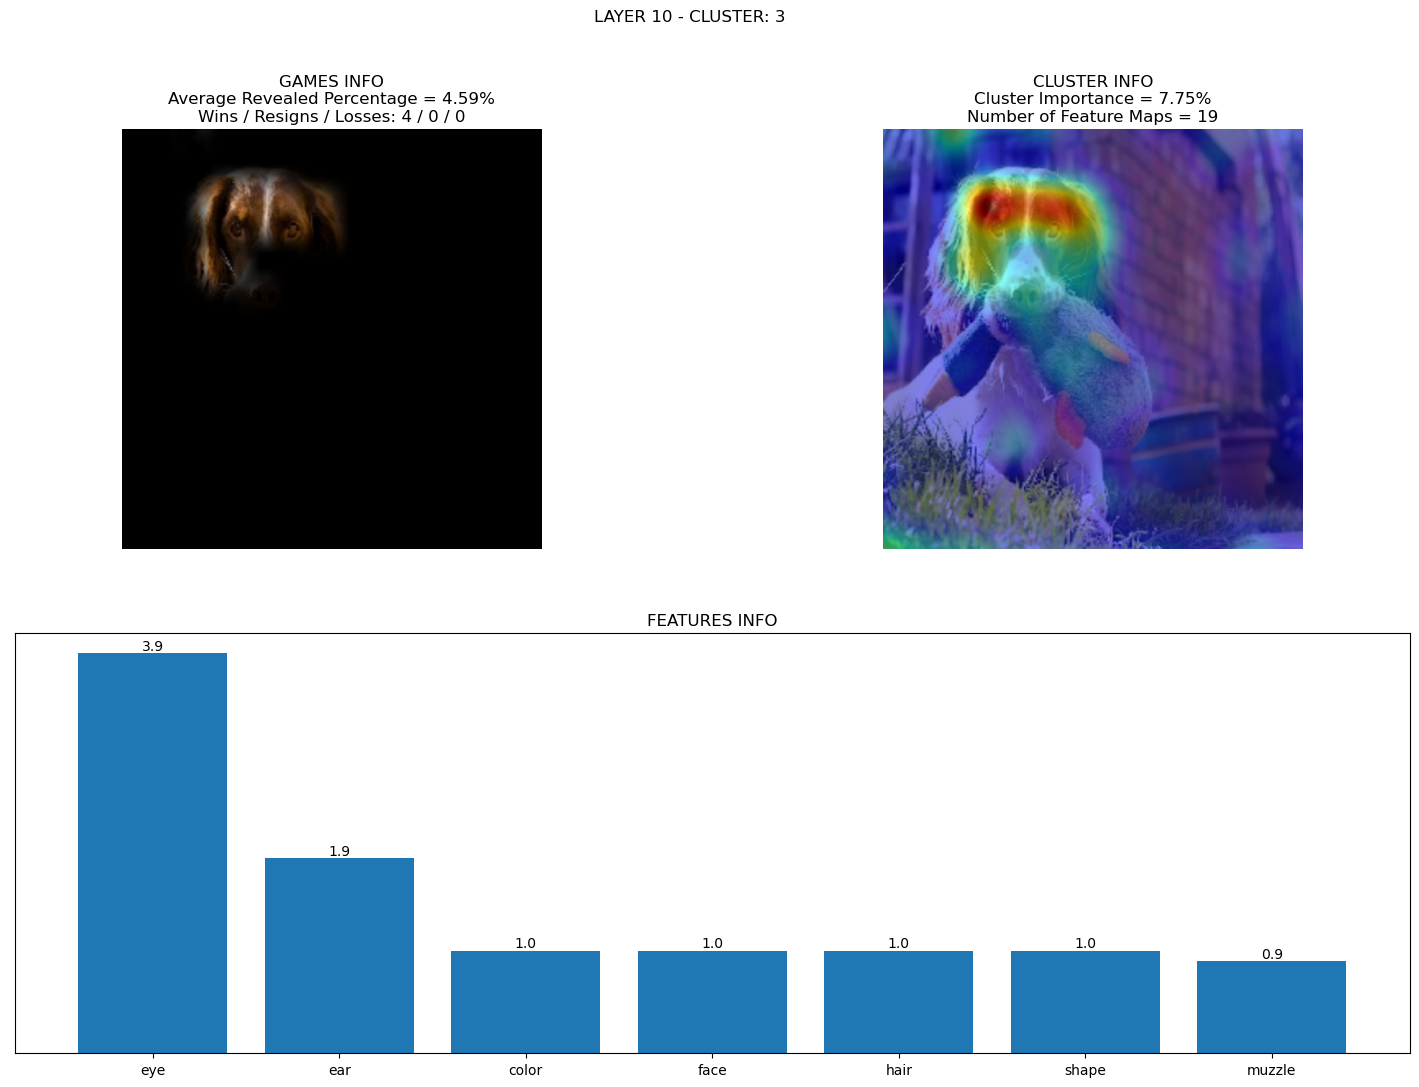 LAYER 10 - CLUSTER: 3
GAMES INFO
Average Revealed Percentage = 4.59%
Wins / Resigns / Losses: 4 / 0 / 0
CLUSTER INFO
Cluster Importance = 7.75%
Number of Feature Maps = 19
FEATURES INFO
3.9
1.9
1.0
1.0
1.0
1.0
0.9
eye
ear
color
face
hair
shape
muzzle